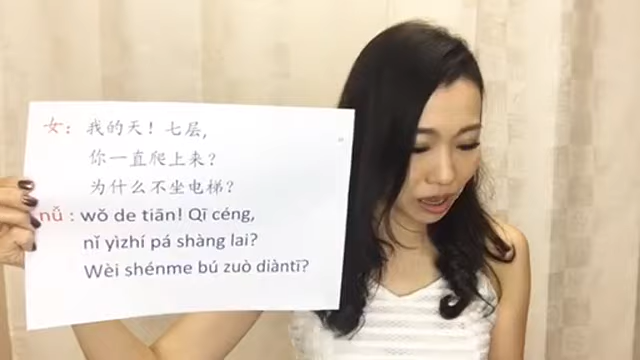 女：我的天！七层,
你一直爬上来？
为什么不坐电梯？
nǚ：wǒ de tiān! Qī céng,
nǐ yìzhí pá shàng lai?
Wèi shénme bú zuò diàntī?